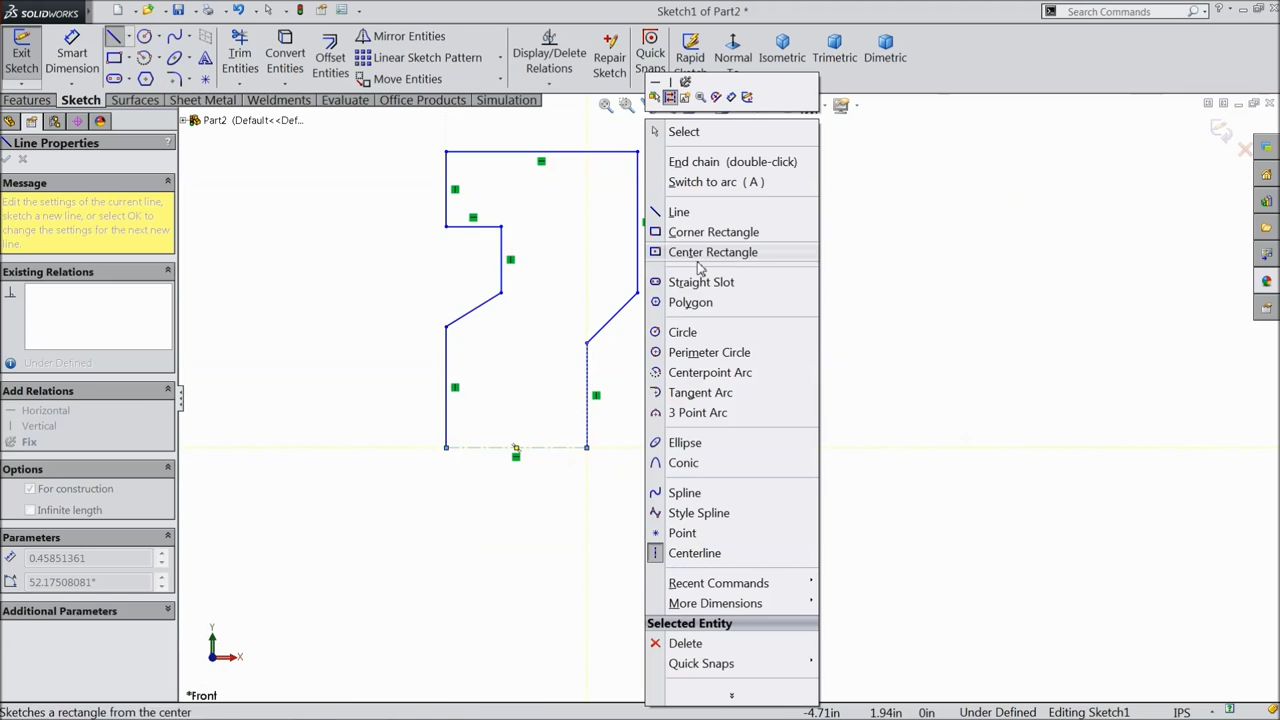 SOLIDWORKS
Sketch1 of Part2 *
Search Commands
Exit
Sketch
Smart
Dimension
Trim
Entities
Convert
Entities
Offset
Entities
Mirror Entities
Linear Sketch Pattern
Move Entities
Display/Delete
Relations
Repair
Sketch
Quick
Snaps
Rapid
Normal
Isometric
Trimetric
Dimetric
Features
Sketch
Surfaces
Sheet Metal
Weldments
Evaluate
Office Products
Simulation
Part2 (Default<<Def...
Line Properties
?
Message
Edit the settings of the current line,
sketch a new line, or select OK to
change the settings for the next new
line.
Existing Relations
Under Defined
Add Relations
Horizontal
Vertical
Fix
Options
For construction
Infinite length
Parameters
0.45851361
52.17508081°
Additional Parameters
Select
End chain (double-click)
Switch to arc ( A )
Line
Corner Rectangle
Center Rectangle
Straight Slot
Polygon
Circle
Perimeter Circle
Centerpoint Arc
Tangent Arc
3 Point Arc
Ellipse
Conic
Spline
Style Spline
Point
Centerline
Recent Commands
More Dimensions
Selected Entity
Delete
Quick Snaps
Y
X
*Front
Sketches a rectangle from the center
-4.71in
1.94in
0in
Under Defined
Editing Sketch1
IPS